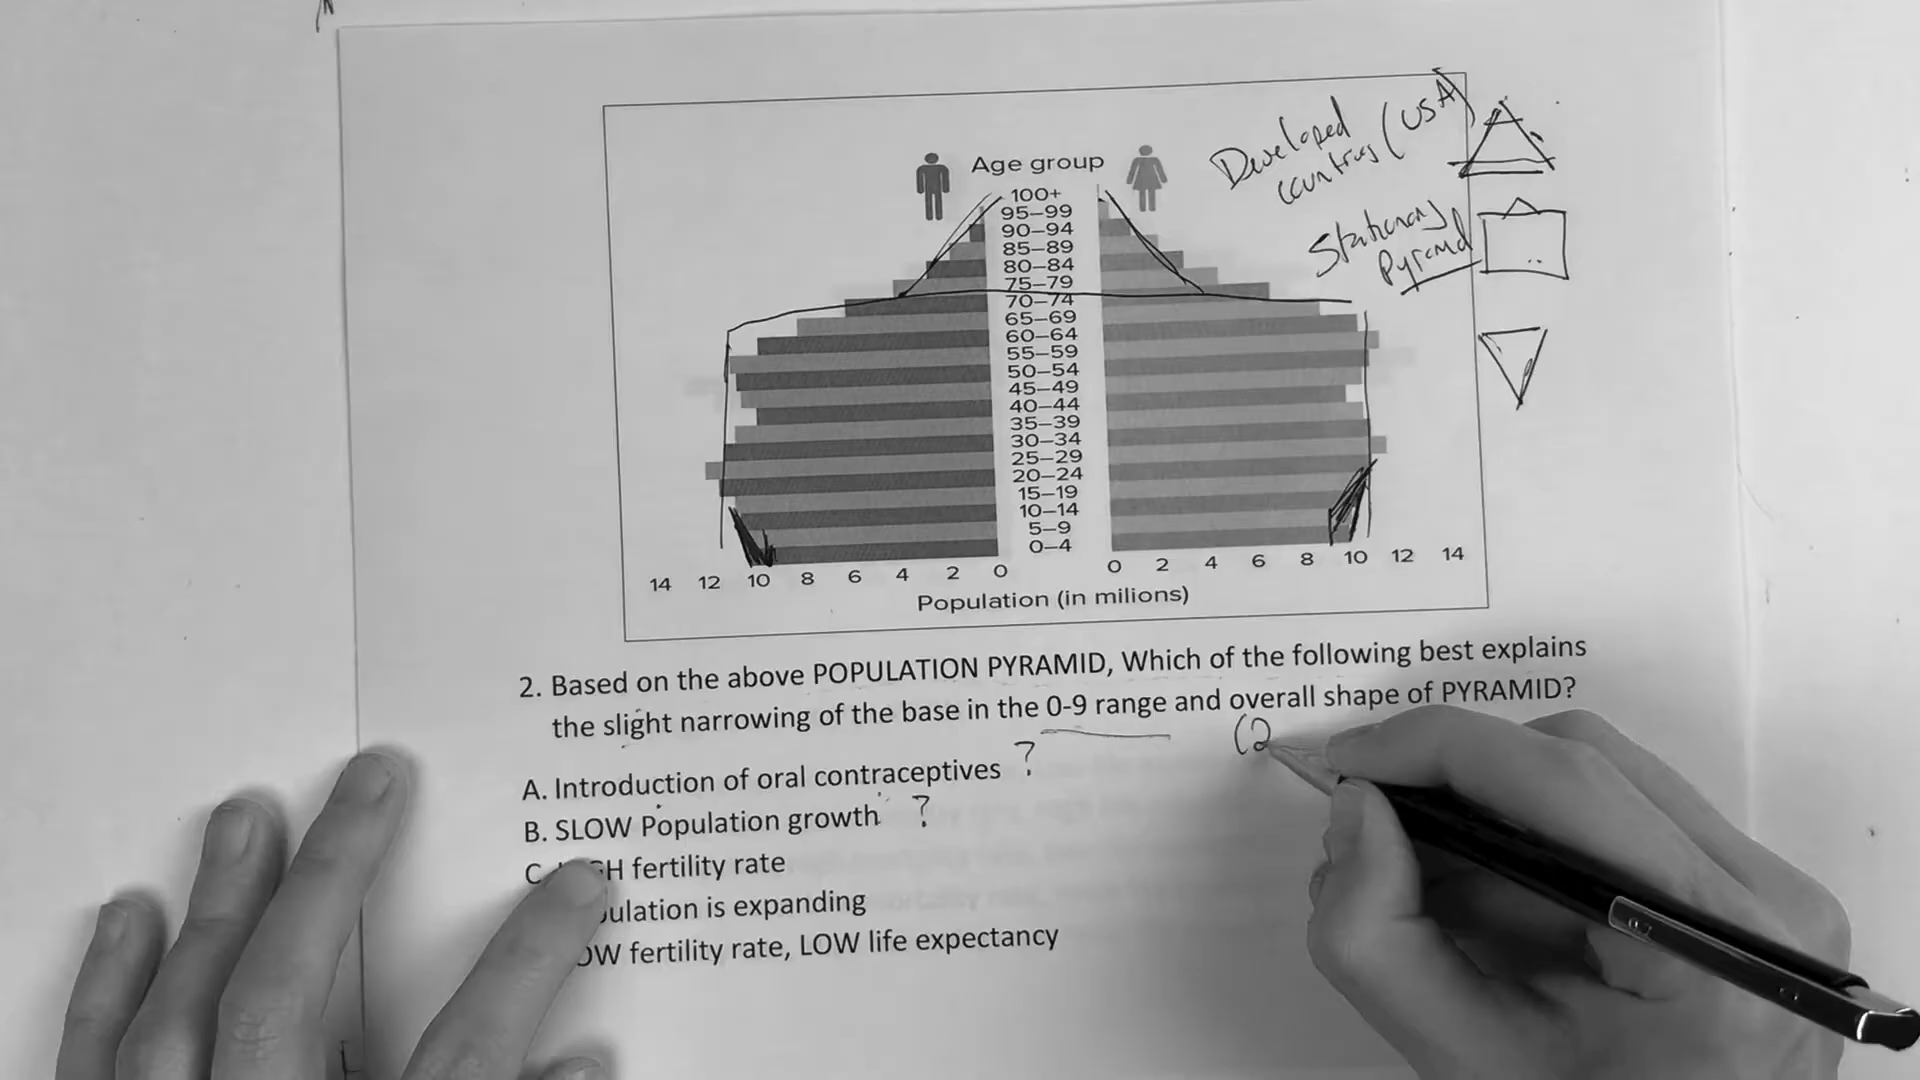 Developed
countries (USA)
Stationary
Pyramid
Age group
100+
95–99
90–94
85–89
80–84
75–79
70–74
65–69
60–64
55–59
50–54
45–49
40–44
35–39
30–34
25–29
20–24
15–19
10–14
5–9
0–4
14 12 10 8 6 4 2 0 0 2 4 6 8 10 12 14
Population (in milions)
2. Based on the above POPULATION PYRAMID, Which of the following best explains
the slight narrowing of the base in the 0-9 range and overall shape of PYRAMID?
(2
A. Introduction of oral contraceptives ?
B. SLOW Population growth ?
C. fertility rate
is expanding
fertility rate, LOW life expectancy